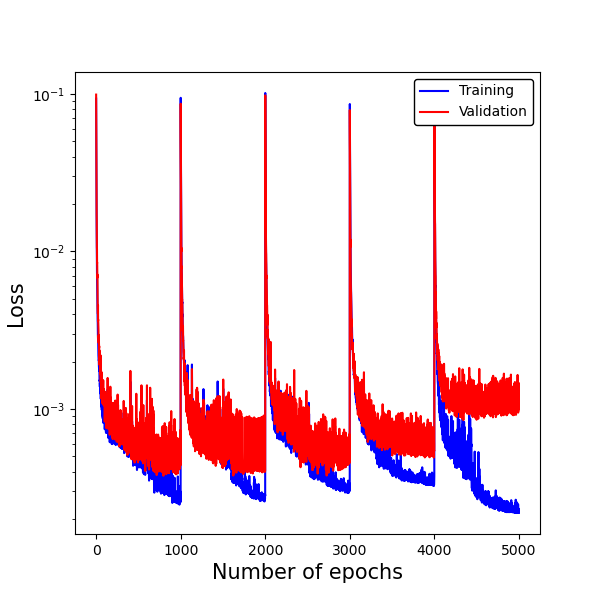 Training
Validation
10⁻¹
10⁻²
10⁻³
Loss
0 1000 2000 3000 4000 5000
Number of epochs